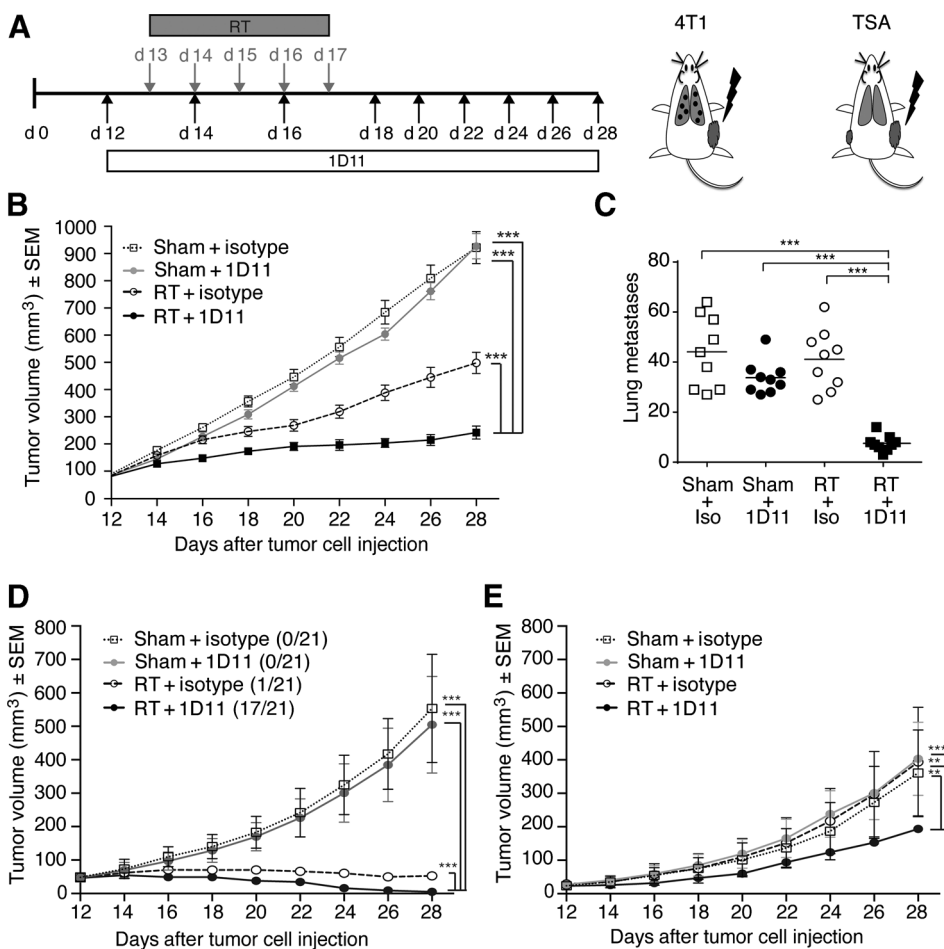 A
RT
d 13 d 14 d 15 d 16 d 17
d 0 d 12 d 14 d 16 d 18 d 20 d 22 d 24 d 26 d 28
1D11
4T1
TSA
B
Tumor volume (mm³) ± SEM
1000
900
800
700
600
500
400
300
200
100
0
Sham + isotype
Sham + 1D11
RT + isotype
RT + 1D11
***
***
***
12 14 16 18 20 22 24 26 28
Days after tumor cell injection
C
Lung metastases
80
60
40
20
0
***
***
***
Sham + Iso
Sham + 1D11
RT + Iso
RT + 1D11
D
Tumor volume (mm³) ± SEM
800
700
600
500
400
300
200
100
0
Sham + isotype (0/21)
Sham + 1D11 (0/21)
RT + isotype (1/21)
RT + 1D11 (17/21)
***
***
***
12 14 16 18 20 22 24 26 28
Days after tumor cell injection
E
Tumor volume (mm³) ± SEM
800
700
600
500
400
300
200
100
0
Sham + isotype
Sham + 1D11
RT + isotype
RT + 1D11
***
**
**
12 14 16 18 20 22 24 26 28
Days after tumor cell injection